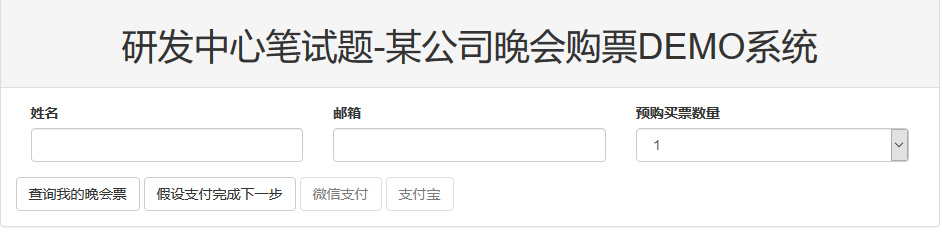 研发中心笔试题-某公司晚会购票DEMO系统
姓名 邮箱 预购买票数量
1
查询我的晚会票 假设支付完成下一步 微信支付 支付宝